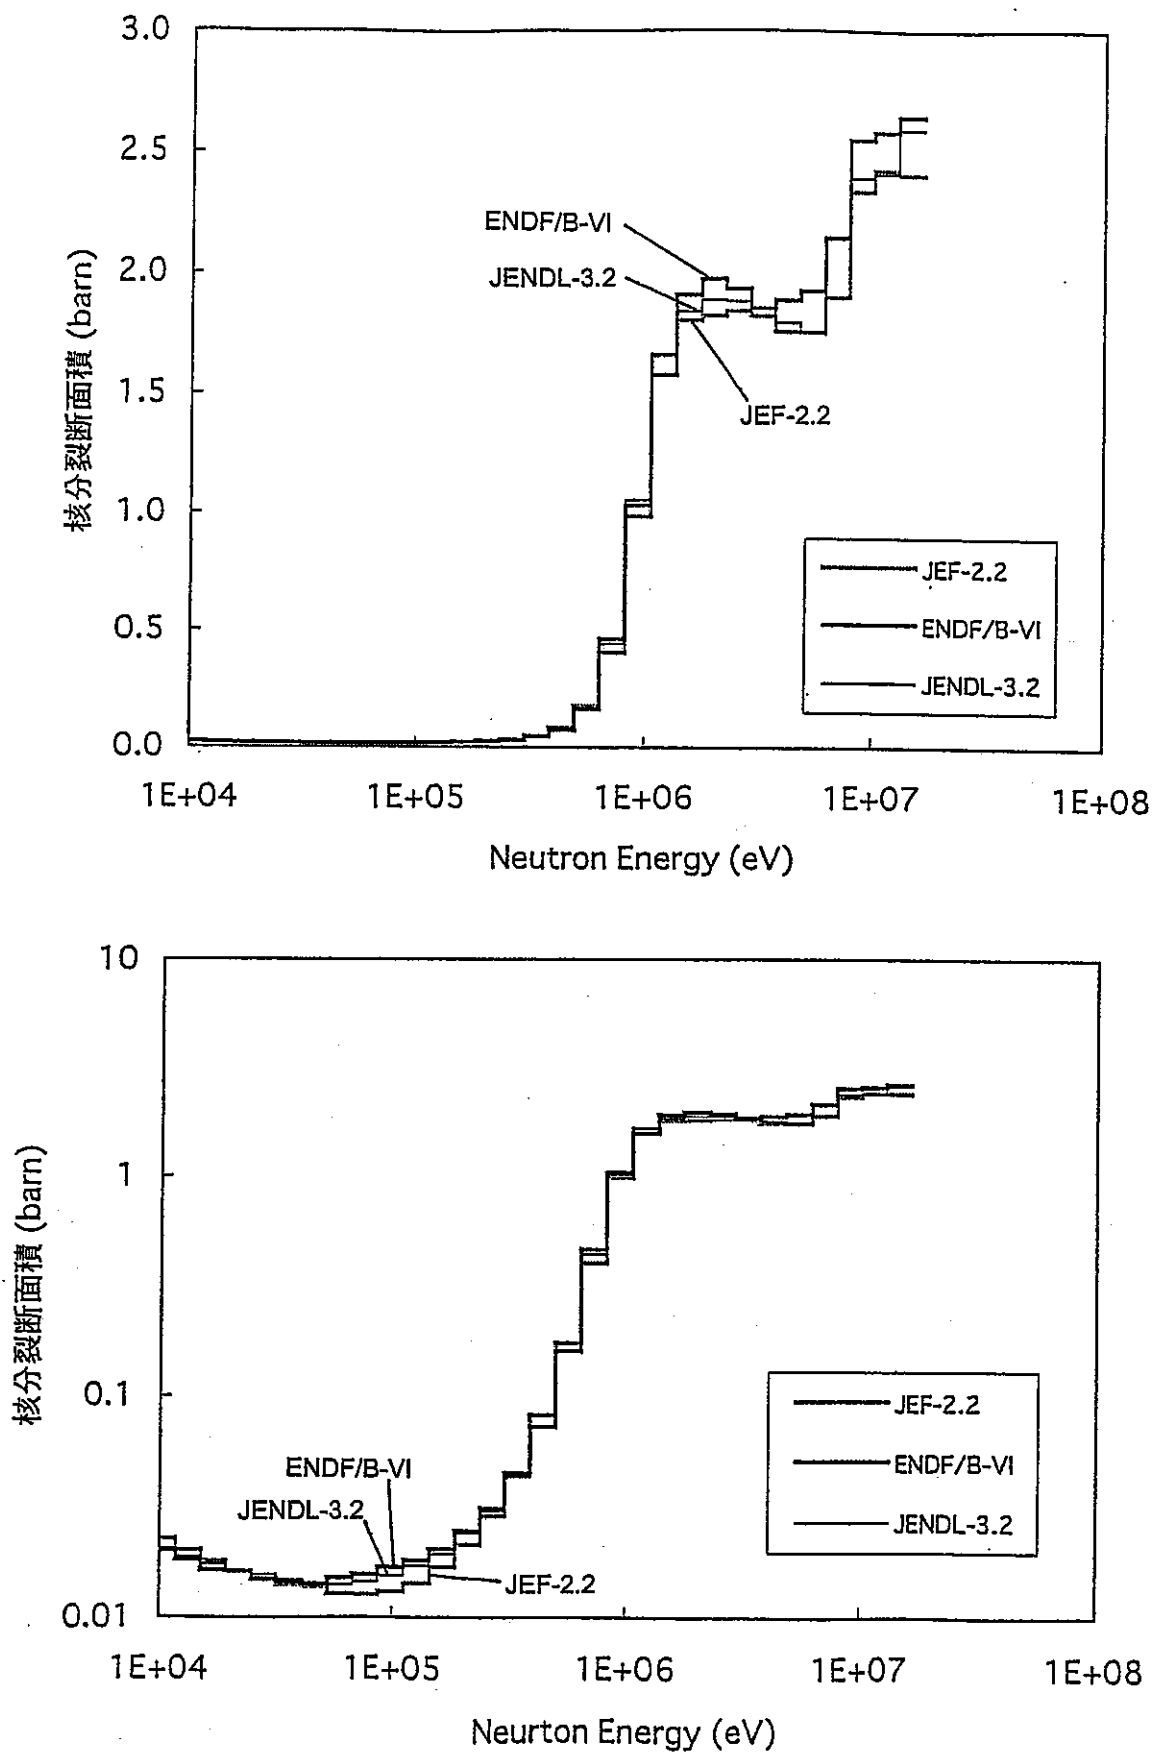 3.0
2.5
2.0
1.5
1.0
0.5
0.0
核分裂断面積 (barn)
ENDF/B-VI
JENDL-3.2
JEF-2.2
JEF-2.2
ENDF/B-VI
JENDL-3.2
1E+04
1E+05
1E+06
1E+07
1E+08
Neutron Energy (eV)
10
1
0.1
0.01
核分裂断面積 (barn)
ENDF/B-VI
JENDL-3.2
JEF-2.2
JEF-2.2
ENDF/B-VI
JENDL-3.2
1E+04
1E+05
1E+06
1E+07
1E+08
Neurton Energy (eV)